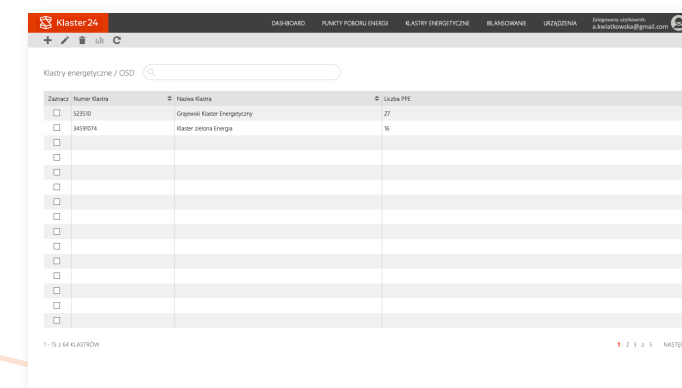 Klaster24 DASHBOARD PUNKTY POBORU ENERGII KLASTRY ENERGETYCZNE BILANSOWANIE URZĄDZENIA Zalogowany użytkownik:
a.kwiatkowska@gmail.com
Klastry energetyczne / OSD
Zaznacz Numer Klastra Nazwa Klastra Liczba PPE
523510 Grajewski Klaster Energetyczny 27
34591074 Klaster zielona Energia 16
1 - 15 z 64 KLASTRÓW 1 2 3 z 5 NASTĘ